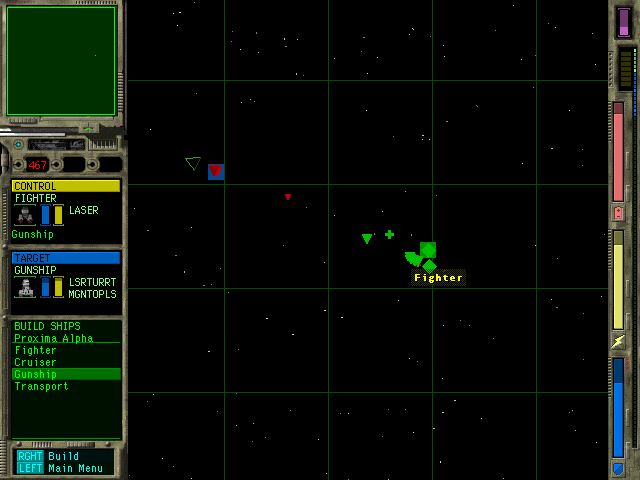 467
CONTROL
FIGHTER
LASER
Gunship
TARGET
GUNSHIP
LSRTURRT
MGNTOPLS
BUILD SHIPS
Proxima Alpha
Fighter
Cruiser
Gunship
Transport
RGHT Build
LEFT Main Menu
Fighter